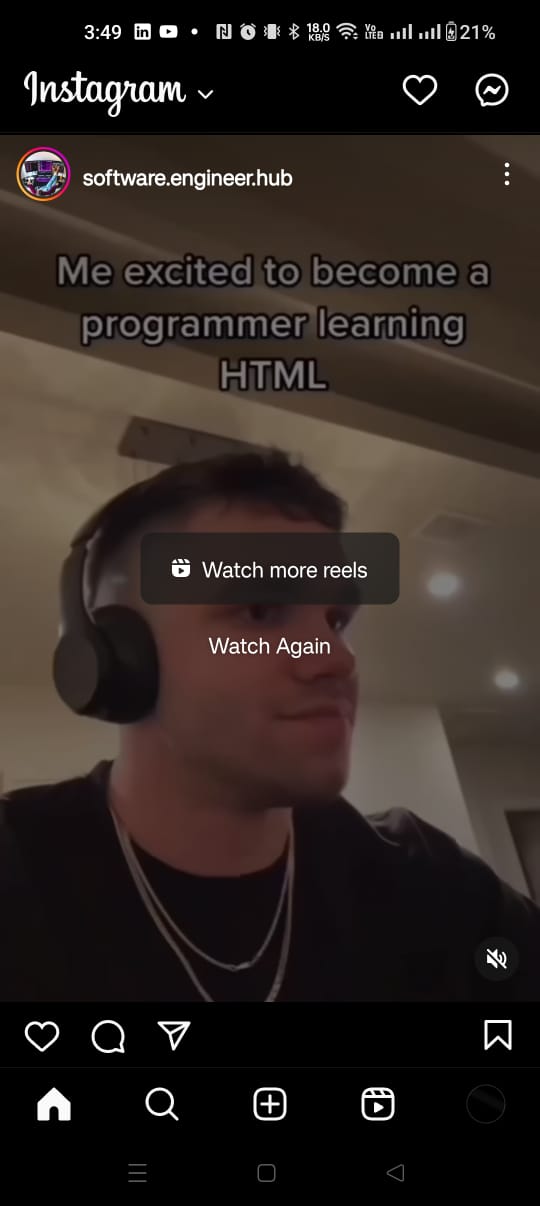 3:49 18.0 KB/S Vo LTE 21%
Instagram
software.engineer.hub
Me excited to become a
programmer learning
HTML
Watch more reels
Watch Again